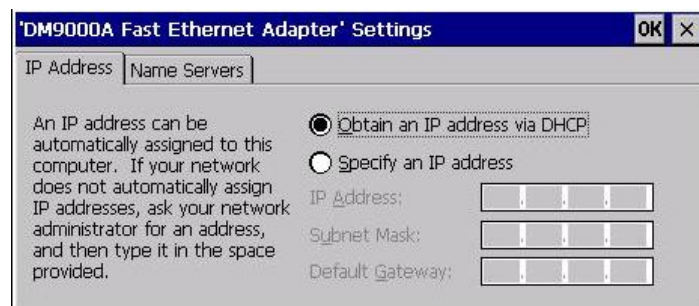 'DM9000A Fast Ethernet Adapter' Settings
OK ×
IP Address
Name Servers
An IP address can be
automatically assigned to this
computer. If your network
does not automatically assign
IP addresses, ask your network
administrator for an address,
and then type it in the space
provided.
Obtain an IP address via DHCP
Specify an IP address
IP Address:
Subnet Mask:
Default Gateway: